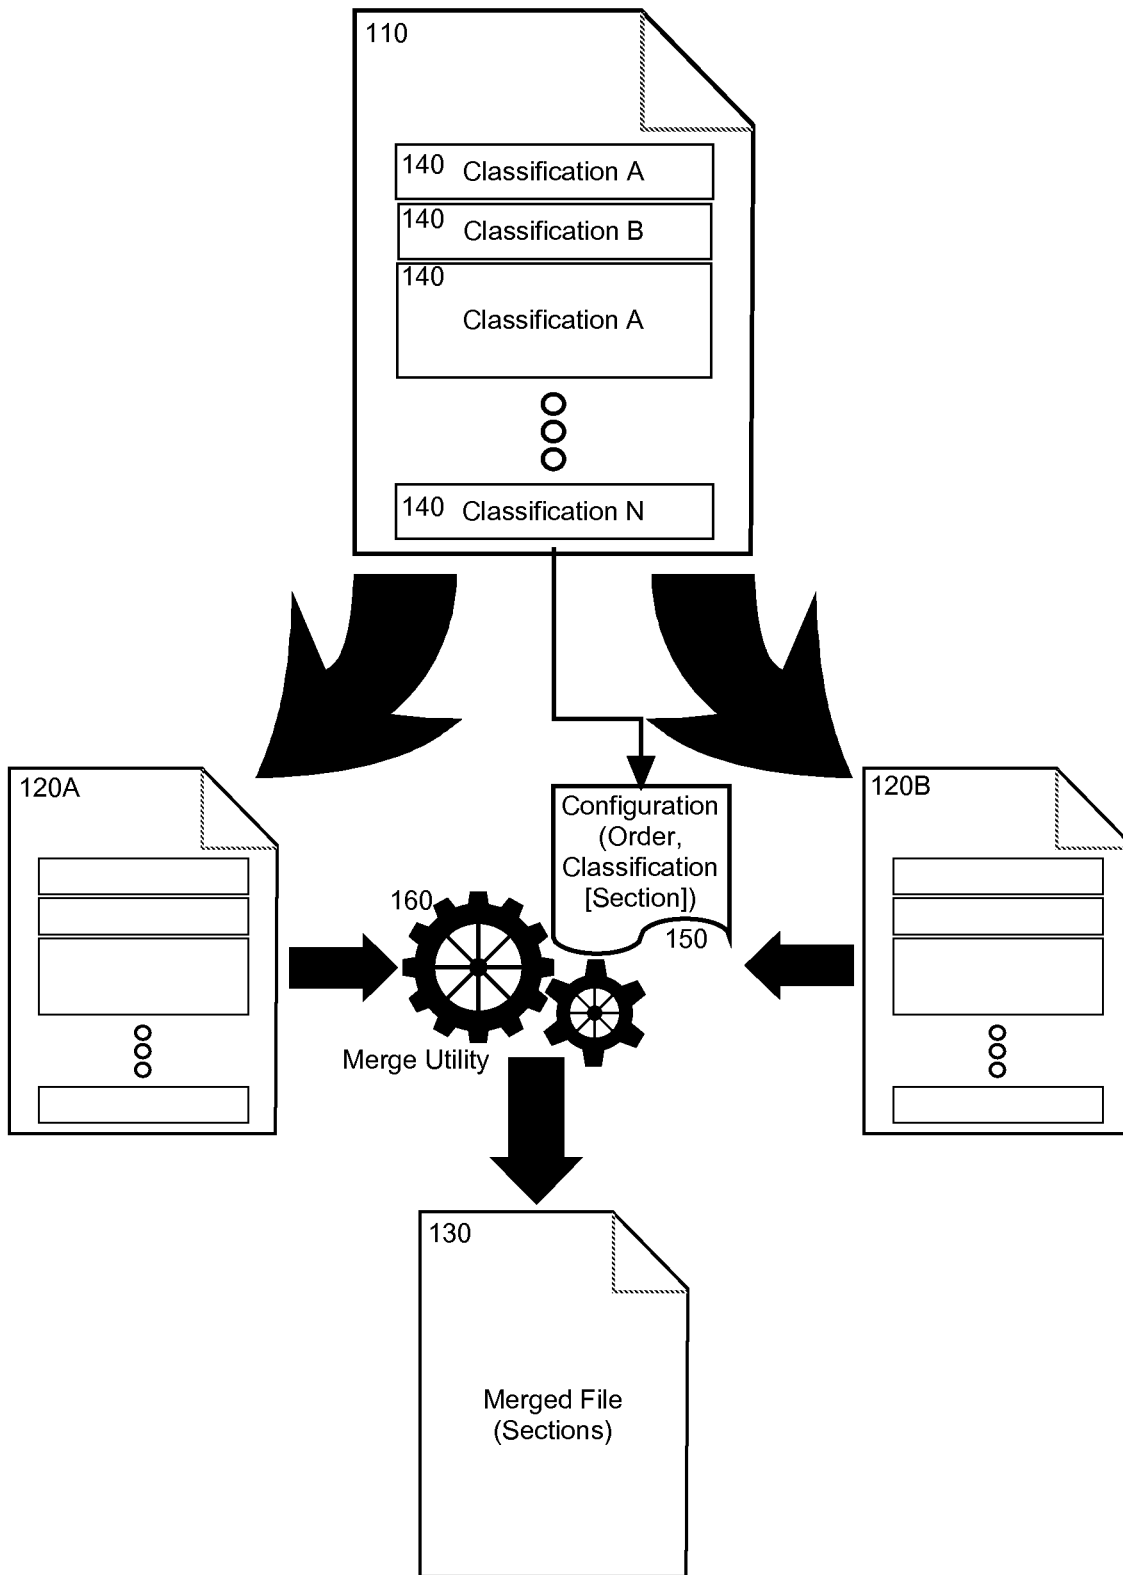 110
140 Classification A
140 Classification B
140
Classification A
140 Classification N
120A
120B
Configuration
(Order,
Classification
[Section])
150
160
Merge Utility
130
Merged File
(Sections)